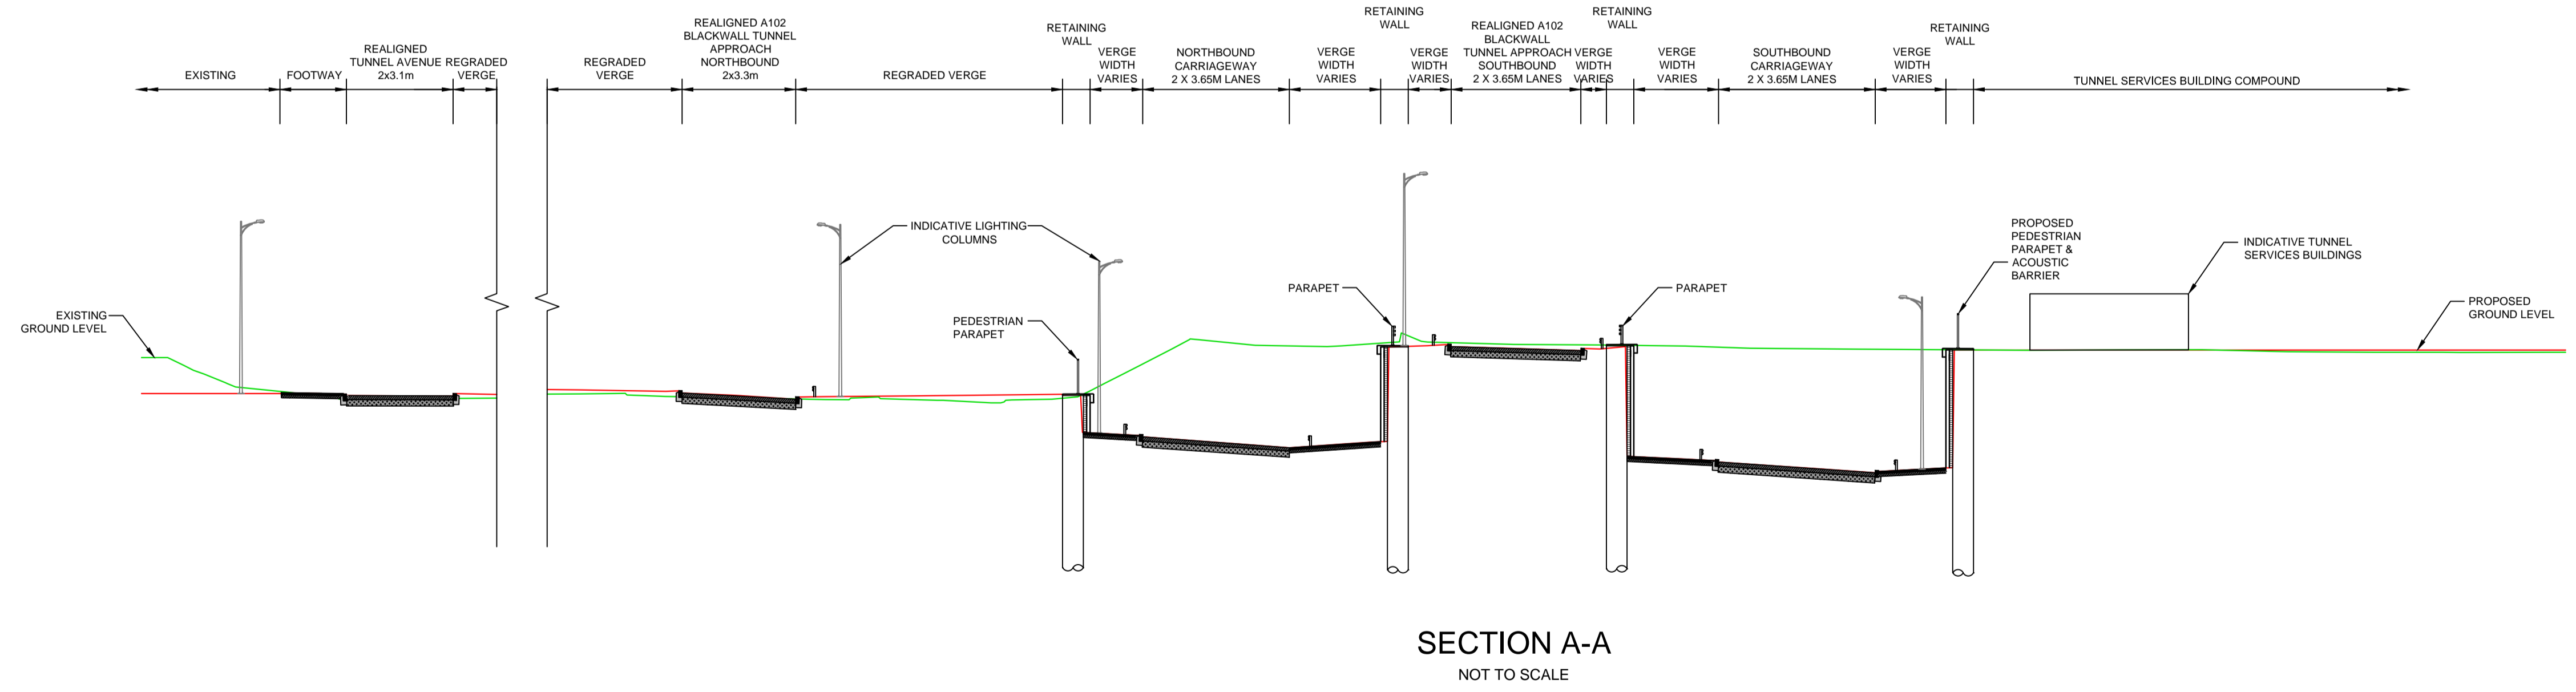 EXISTING
FOOTWAY
REALIGNED
TUNNEL AVENUE
2x3.1m
REGRADED
VERGE
REGRADED
VERGE
REALIGNED A102
BLACKWALL TUNNEL
APPROACH
NORTHBOUND
2x3.3m
REGRADED VERGE
RETAINING
WALL
VERGE
WIDTH
VARIES
NORTHBOUND
CARRIAGEWAY
2 X 3.65M LANES
VERGE
WIDTH
VARIES
RETAINING
WALL
VERGE
WIDTH
VARIES
REALIGNED A102
BLACKWALL
TUNNEL APPROACH
SOUTHBOUND
2 X 3.65M LANES
VERGE
WIDTH
VARIES
RETAINING
WALL
VERGE
WIDTH
VARIES
SOUTHBOUND
CARRIAGEWAY
2 X 3.65M LANES
VERGE
WIDTH
VARIES
RETAINING
WALL
TUNNEL SERVICES BUILDING COMPOUND
EXISTING
GROUND LEVEL
INDICATIVE LIGHTING
COLUMNS
PEDESTRIAN
PARAPET
PARAPET
PARAPET
PROPOSED
PEDESTRIAN
PARAPET &
ACOUSTIC
BARRIER
INDICATIVE TUNNEL
SERVICES BUILDINGS
PROPOSED
GROUND LEVEL
SECTION A-A
NOT TO SCALE